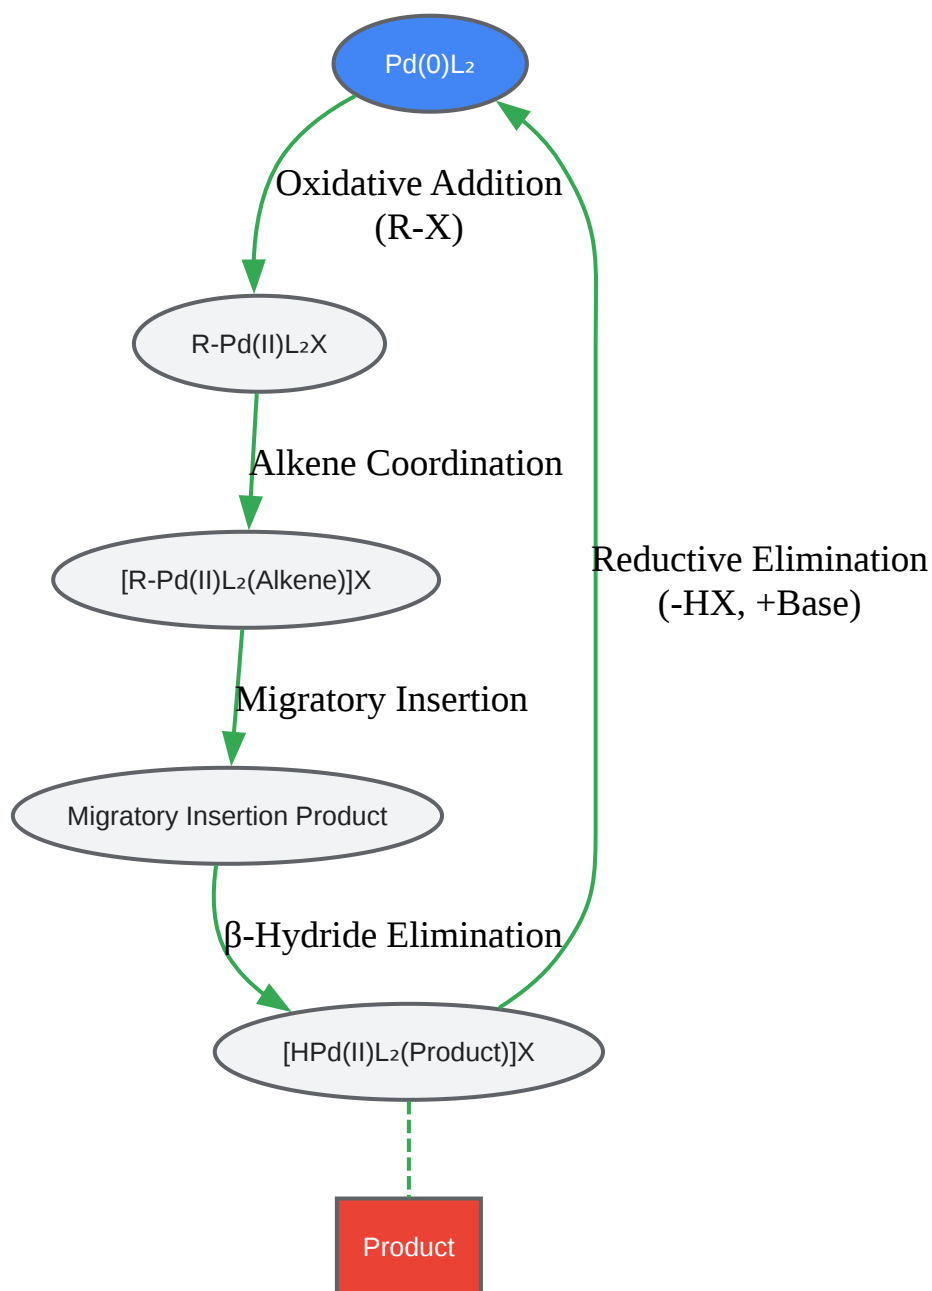 Pd(0)L₂
Oxidative Addition
(R-X)
R-Pd(II)L₂X
Alkene Coordination
[R-Pd(II)L₂(Alkene)]X
Reductive Elimination
(-HX, +Base)
Migratory Insertion
Migratory Insertion Product
β-Hydride Elimination
[HPd(II)L₂(Product)]X
Product